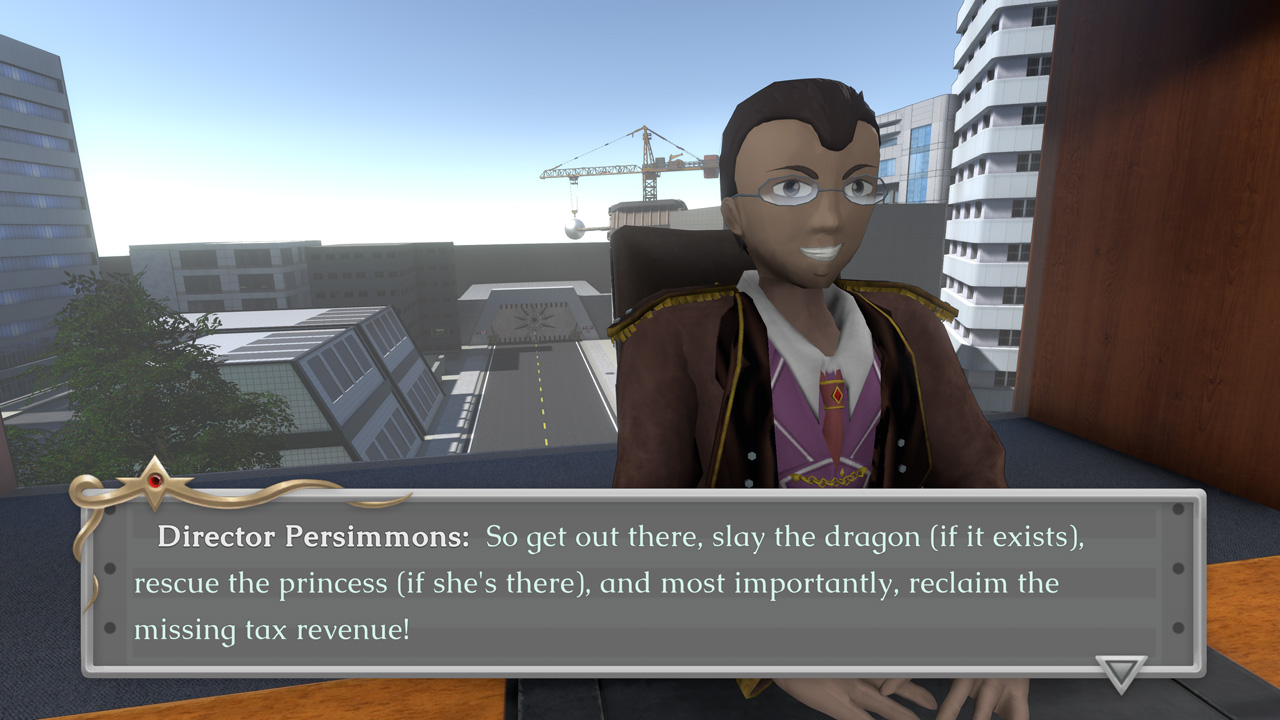 Director Persimmons: So get out there, slay the dragon (if it exists),
rescue the princess (if she's there), and most importantly, reclaim the
missing tax revenue!